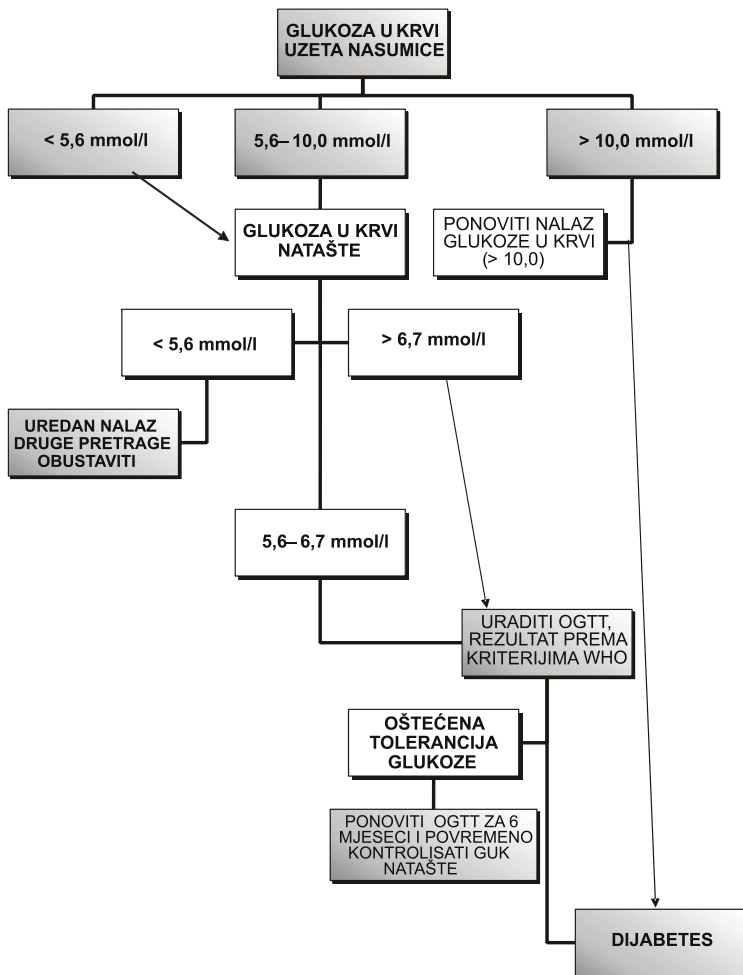 GLUKOZA U KRVI
UZETA NASUMICE
< 5,6 mmol/l
5,6– 10,0 mmol/l
> 10,0 mmol/l
GLUKOZA U KRVI
NATAŠTE
PONOVITI NALAZ
GLUKOZE U KRVI
(> 10,0)
< 5,6 mmol/l
> 6,7 mmol/l
UREDAN NALAZ
DRUGE PRETRAGE
OBUSTAVITI
5,6– 6,7 mmol/l
URADITI OGTT,
REZULTAT PREMA
KRITERIJIMA WHO
OŠTEĆENA
TOLERANCIJA
GLUKOZE
PONOVITI OGTT ZA 6
MJESECI I POVREMENO
KONTROLISATI GUK
NATAŠTE
DIJABETES